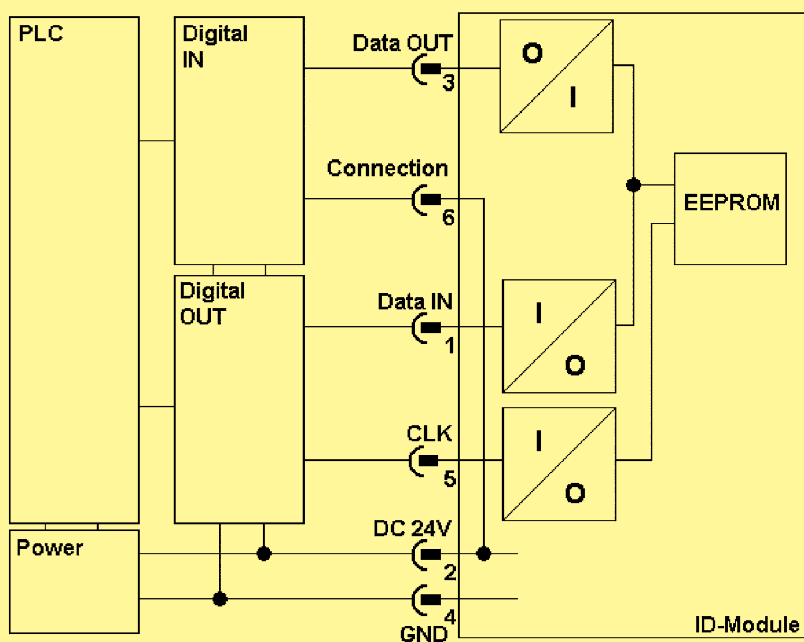 PLC
Digital
IN
Data OUT
3
O
I
Connection
6
EEPROM
Digital
OUT
Data IN
1
I
O
CLK
5
I
O
Power
DC 24V
2
4
GND
ID-Module